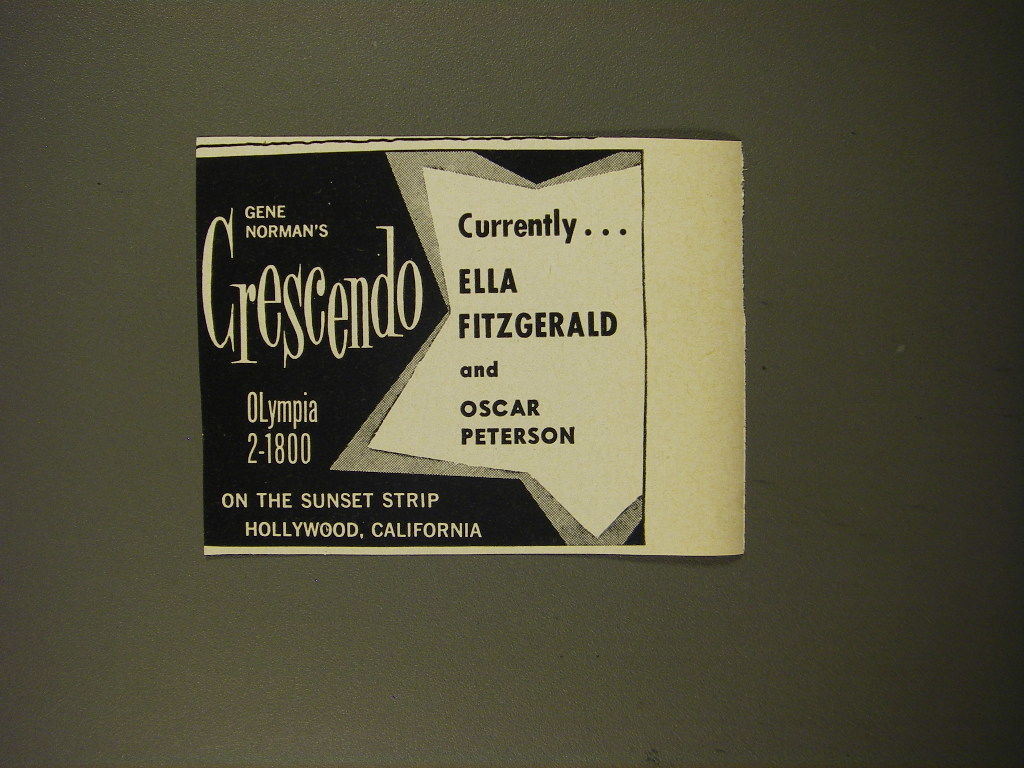 GENE
NORMAN'S
Crescendo
OLympia
2-1800
ON THE SUNSET STRIP
HOLLYWOOD, CALIFORNIA
Currently...
ELLA
FITZGERALD
and
OSCAR
PETERSON